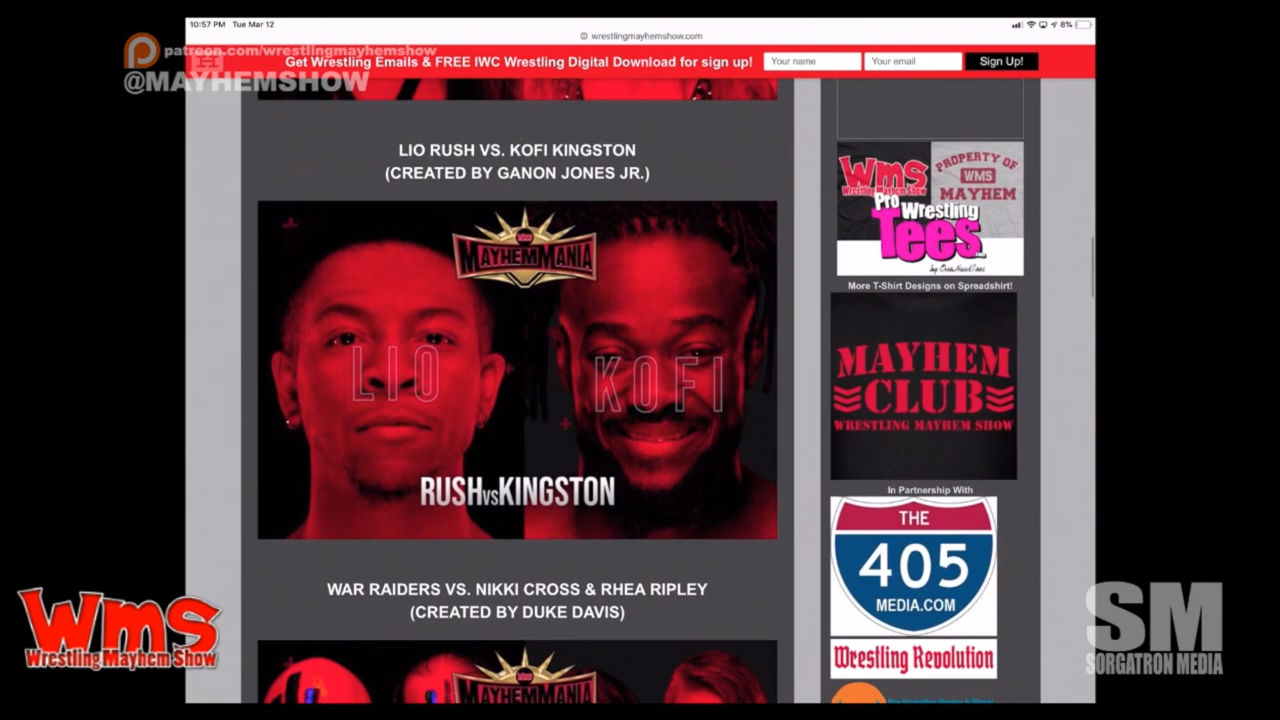 10:57 PM Tue Mar 12
8%
wrestlingmayhemshow.com
patreon.com/wrestlingmayhemshow
@MAYHEMSHOW
Get Wrestling Emails & FREE IWC Wrestling Digital Download for sign up!
Your name
Your email
Sign Up!
LIO RUSH VS. KOFI KINGSTON
(CREATED BY GANON JONES JR.)
MAYHEMMANIA
LIO
KOFI
RUSH VS KINGSTON
WAR RAIDERS VS. NIKKI CROSS & RHEA RIPLEY
(CREATED BY DUKE DAVIS)
MAYHEMMANIA
WMS
Wrestling Mayhem Show
PROPERTY OF
WMS
MAYHEM
Pro
Wrestling
Tees
More T-Shirt Designs on Spreadshirt!
MAYHEM
CLUB
WRESTLING MAYHEM SHOW
In Partnership With
THE
405
MEDIA.COM
Wrestling Revolution
wms
Wrestling Mayhem Show
SM
SORGATRON MEDIA